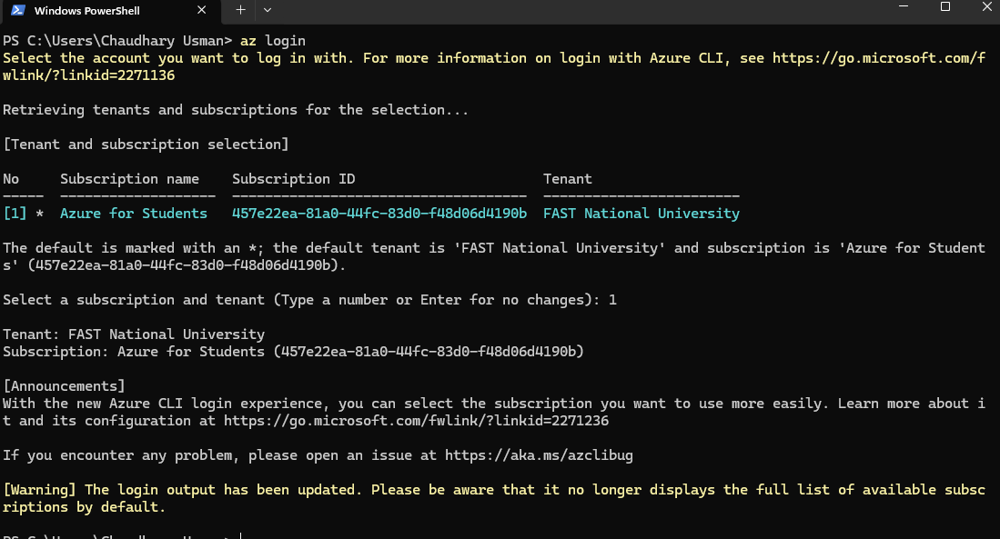 Windows PowerShell
PS C:\Users\Chaudhary Usman> az login
Select the account you want to log in with. For more information on login with Azure CLI, see https://go.microsoft.com/f
wlink/?linkid=2271136
Retrieving tenants and subscriptions for the selection...
[Tenant and subscription selection]
No     Subscription name    Subscription ID                       Tenant
-----  -------------------  ------------------------------------  ------------------------
[1] *  Azure for Students   457e22ea-81a0-44fc-83d0-f48d06d4190b  FAST National University
The default is marked with an *; the default tenant is 'FAST National University' and subscription is 'Azure for Student
s' (457e22ea-81a0-44fc-83d0-f48d06d4190b).
Select a subscription and tenant (Type a number or Enter for no changes): 1
Tenant: FAST National University
Subscription: Azure for Students (457e22ea-81a0-44fc-83d0-f48d06d4190b)
[Announcements]
With the new Azure CLI login experience, you can select the subscription you want to use more easily. Learn more about i
t and its configuration at https://go.microsoft.com/fwlink/?linkid=2271236
If you encounter any problem, please open an issue at https://aka.ms/azclibug
[Warning] The login output has been updated. Please be aware that it no longer displays the full list of available subsc
riptions by default.
PS C:\Users\Chaudhary Usman>